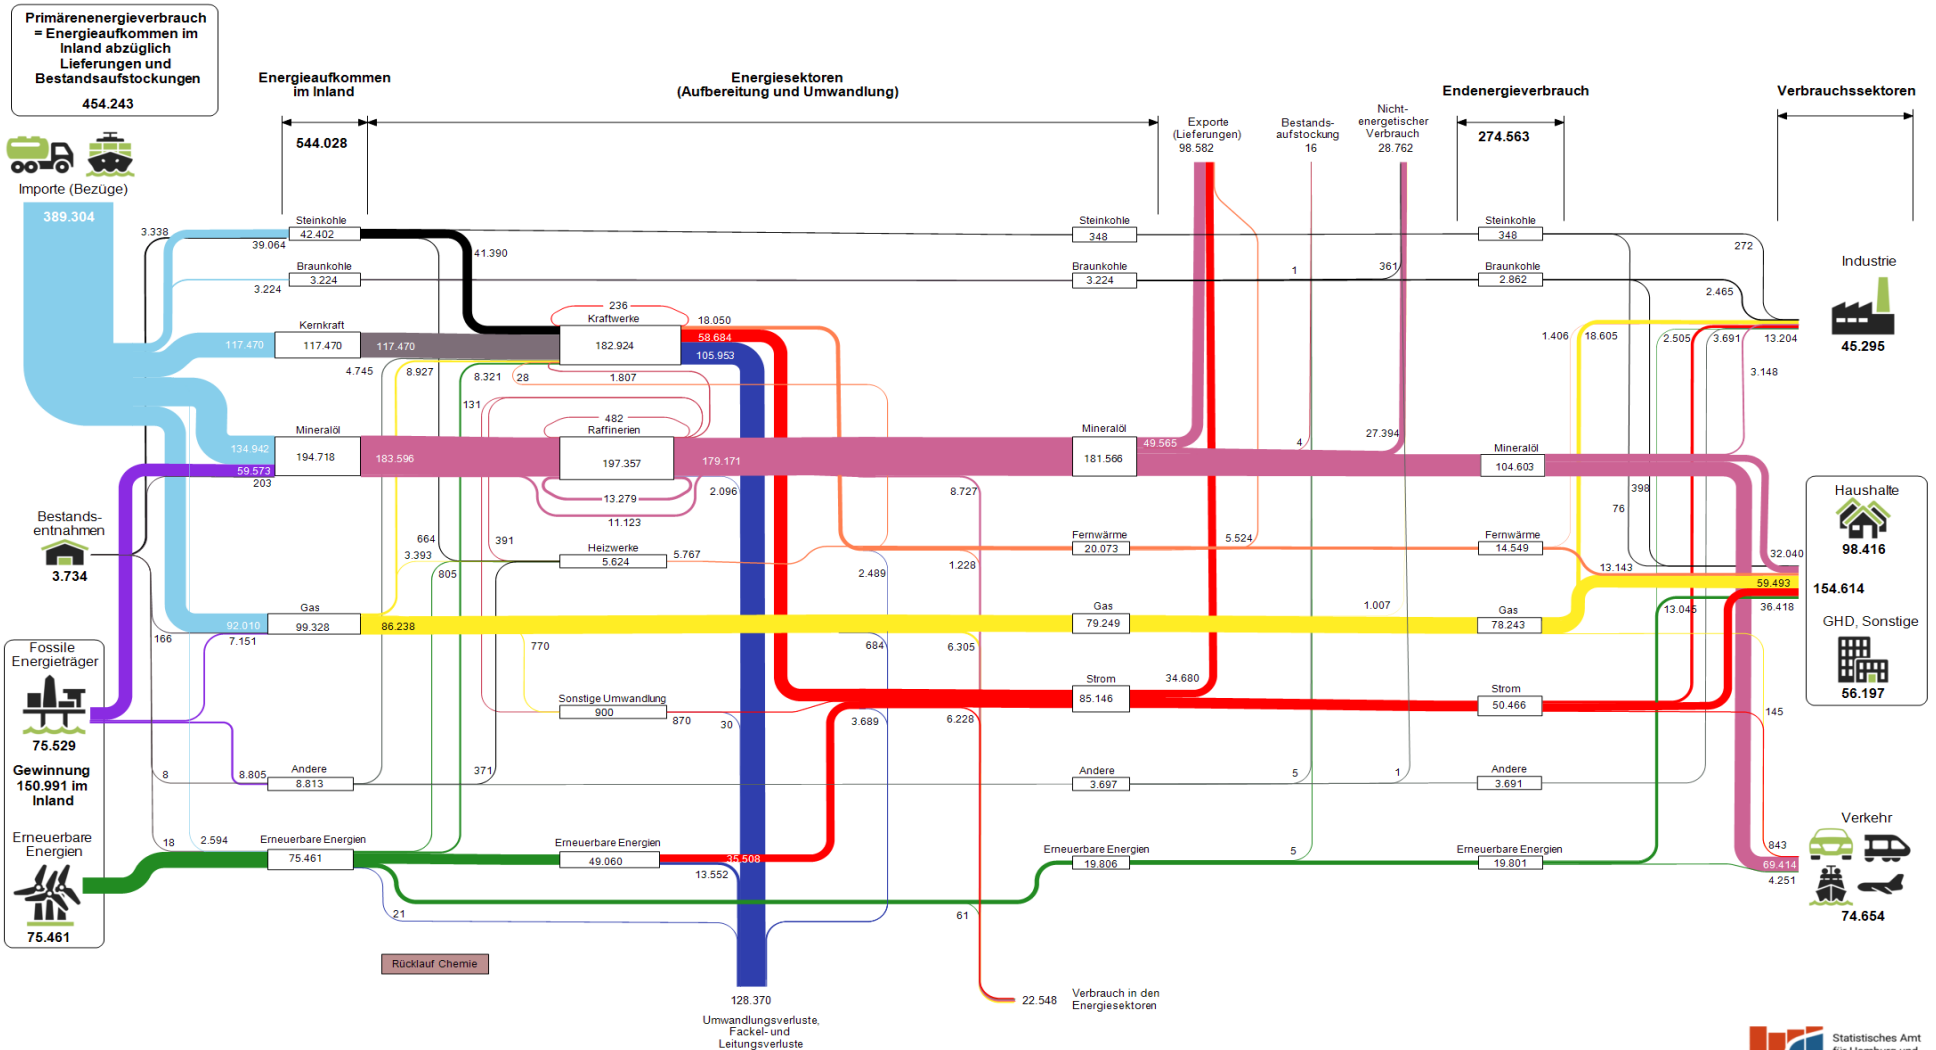 Primärenenergieverbrauch
= Energieaufkommen im
Inland abzüglich
Lieferungen und
Bestandsaufstockungen
454.243
Energieaufkommen
im Inland
544.028
Energiesektoren
(Aufbereitung und Umwandlung)
Endenergieverbrauch
274.563
Verbrauchssektoren
Exporte
(Lieferungen)
98.582
Bestands-
aufstockung
16
Nicht-
energetischer
Verbrauch
28.762
Importe (Bezüge)
389.304
Bestands-
entnahmen
3.734
Fossile
Energieträger
75.529
Gewinnung
150.991 im
Inland
Erneuerbare
Energien
75.461
3.338
39.064
3.224
117.470
134.942
59.573
203
92.010
7.151
166
8
8.805
18
2.594
Steinkohle
42.402
Braunkohle
3.224
Kernkraft
117.470
Mineralöl
194.718
Gas
99.328
Andere
8.813
Erneuerbare Energien
75.461
41.390
117.470
4.745
8.927
8.321
28
131
183.596
664
3.393
805
391
86.238
770
371
21
236
Kraftwerke
182.924
1.807
482
Raffinerien
197.357
13.279
11.123
Heizwerke
5.624
Sonstige Umwandlung
900
Erneuerbare Energien
49.060
18.050
58.684
105.953
179.171
2.096
5.767
870
30
35.508
13.552
2.489
684
3.689
8.727
1.228
6.305
6.228
61
Steinkohle
348
Braunkohle
3.224
Mineralöl
181.566
Fernwärme
20.073
Gas
79.249
Strom
85.146
Andere
3.697
Erneuerbare Energien
19.806
49.565
5.524
34.680
1
361
4
27.394
1.007
5
1
5
Steinkohle
348
Braunkohle
2.862
Mineralöl
104.603
Fernwärme
14.549
Gas
78.243
Strom
50.466
Andere
3.691
Erneuerbare Energien
19.801
272
2.465
1.406
18.605
2.505
3.691
13.204
3.148
398
76
32.040
13.143
59.493
13.045
36.418
145
843
69.414
4.251
Industrie
45.295
Haushalte
98.416
154.614
GHD, Sonstige
56.197
Verkehr
74.654
Rücklauf Chemie
128.370
Umwandlungsverluste,
Fackel- und
Leitungsverluste
22.548
Verbrauch in den
Energiesektoren
Statistisches Amt
für Hamburg und